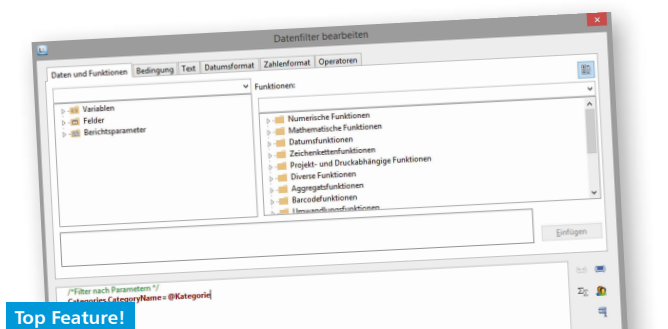 Datenfilter bearbeiten
Daten und Funktionen Bedingung Text Datumsformat Zahlenformat Operatoren
Funktionen:
Variablen
Felder
Berichtsparameter
Numerische Funktionen
Mathematische Funktionen
Datumsfunktionen
Zeichenkettenfunktionen
Projekt- und Druckabhängige Funktionen
Diverse Funktionen
Aggregatsfunktionen
Barcodefunktionen
Umwandlungsfunktionen
Einfügen
/*Filter nach Parametern */
Categories.CategoryName = @Kategorie
Top Feature!